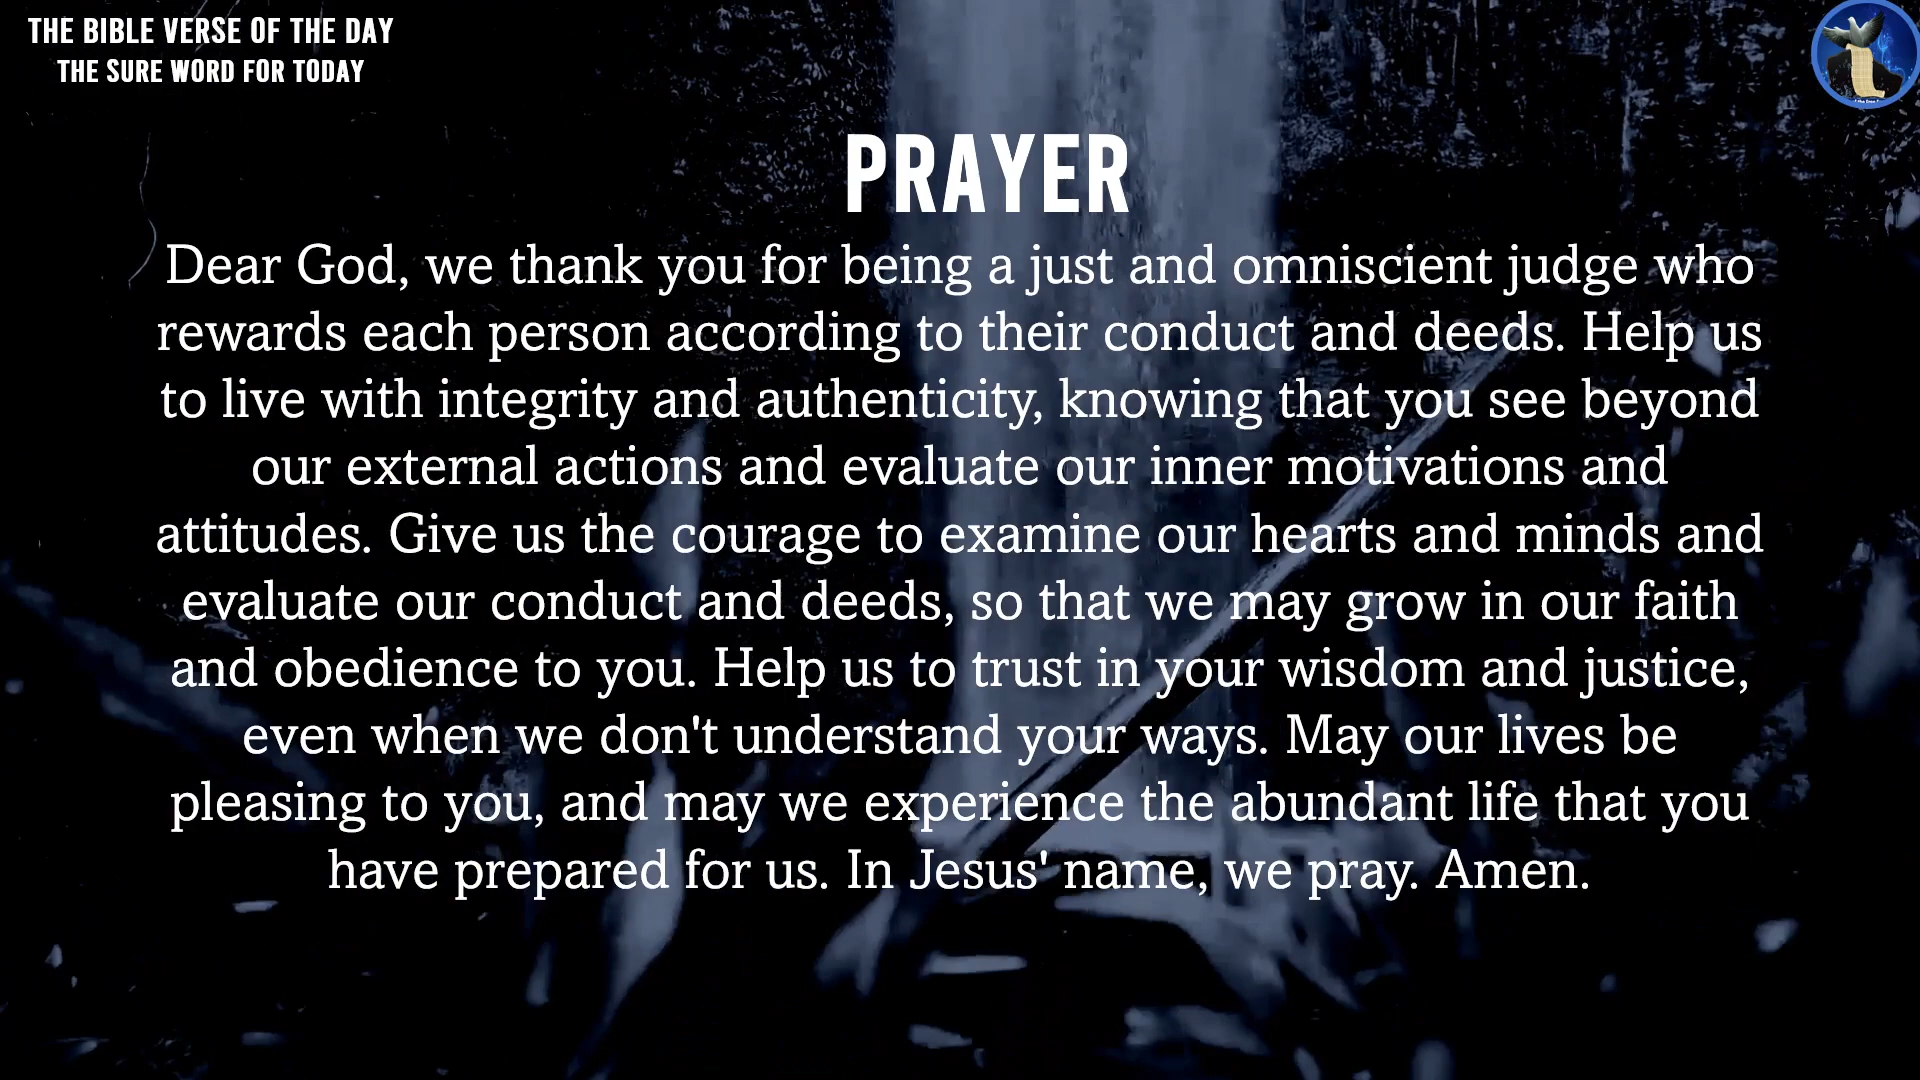 THE BIBLE VERSE OF THE DAY
THE SURE WORD FOR TODAY
PRAYER
Dear God, we thank you for being a just and omniscient judge who
rewards each person according to their conduct and deeds. Help us
to live with integrity and authenticity, knowing that you see beyond
our external actions and evaluate our inner motivations and
attitudes. Give us the courage to examine our hearts and minds and
evaluate our conduct and deeds, so that we may grow in our faith
and obedience to you. Help us to trust in your wisdom and justice,
even when we don't understand your ways. May our lives be
pleasing to you, and may we experience the abundant life that you
have prepared for us. In Jesus' name, we pray. Amen.